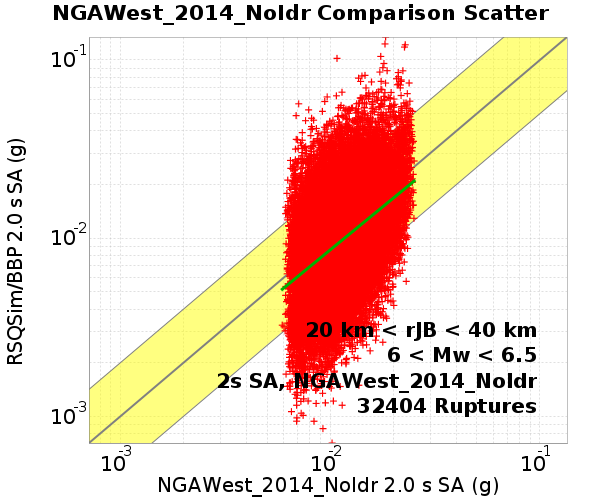 NGAWest_2014_NoIdr Comparison Scatter
RSQSim/BBP 2.0 s SA (g)
10-1
10-2
10-3
20 km < rJB < 40 km
6 < Mw < 6.5
2s SA, NGAWest_2014_NoIdr
32404 Ruptures
10-3 10-2 10-1
NGAWest_2014_NoIdr 2.0 s SA (g)